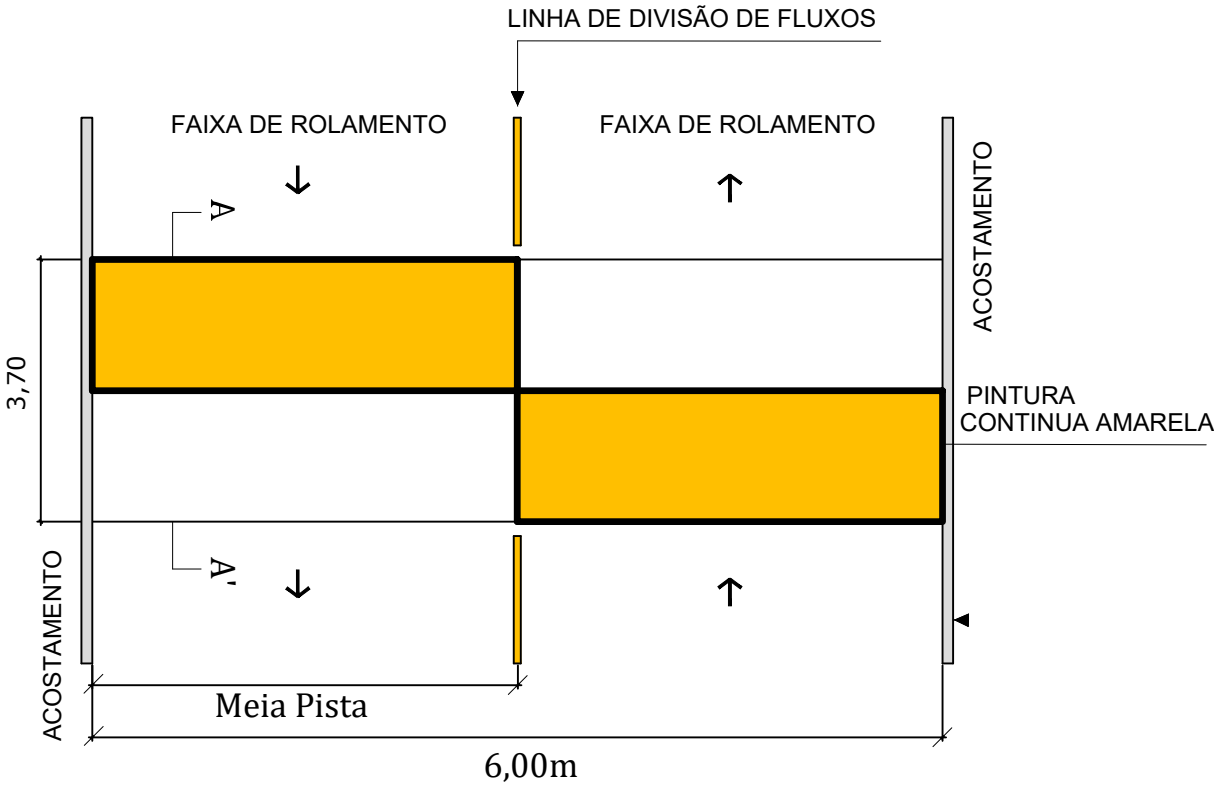 LINHA DE DIVISÃO DE FLUXOS
FAIXA DE ROLAMENTO
FAIXA DE ROLAMENTO
A
ACOSTAMENTO
3,70
PINTURA
CONTINUA AMARELA
A'
ACOSTAMENTO
Meia Pista
6,00m